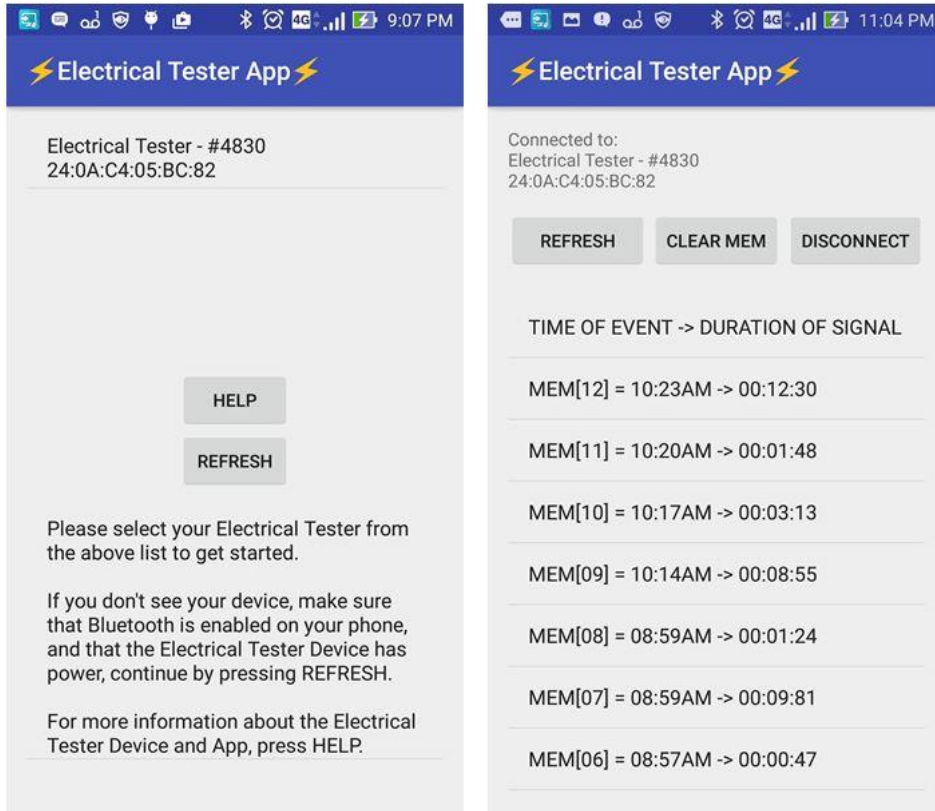 4G 9:07 PM
⚡Electrical Tester App⚡
Electrical Tester - #4830
24:0A:C4:05:BC:82
HELP
REFRESH
Please select your Electrical Tester from
the above list to get started.
If you don't see your device, make sure
that Bluetooth is enabled on your phone,
and that the Electrical Tester Device has
power, continue by pressing REFRESH.
For more information about the Electrical
Tester Device and App, press HELP.
4G 11:04 PM
⚡Electrical Tester App⚡
Connected to:
Electrical Tester - #4830
24:0A:C4:05:BC:82
REFRESH CLEAR MEM DISCONNECT
TIME OF EVENT -> DURATION OF SIGNAL
MEM[12] = 10:23AM -> 00:12:30
MEM[11] = 10:20AM -> 00:01:48
MEM[10] = 10:17AM -> 00:03:13
MEM[09] = 10:14AM -> 00:08:55
MEM[08] = 08:59AM -> 00:01:24
MEM[07] = 08:59AM -> 00:09:81
MEM[06] = 08:57AM -> 00:00:47